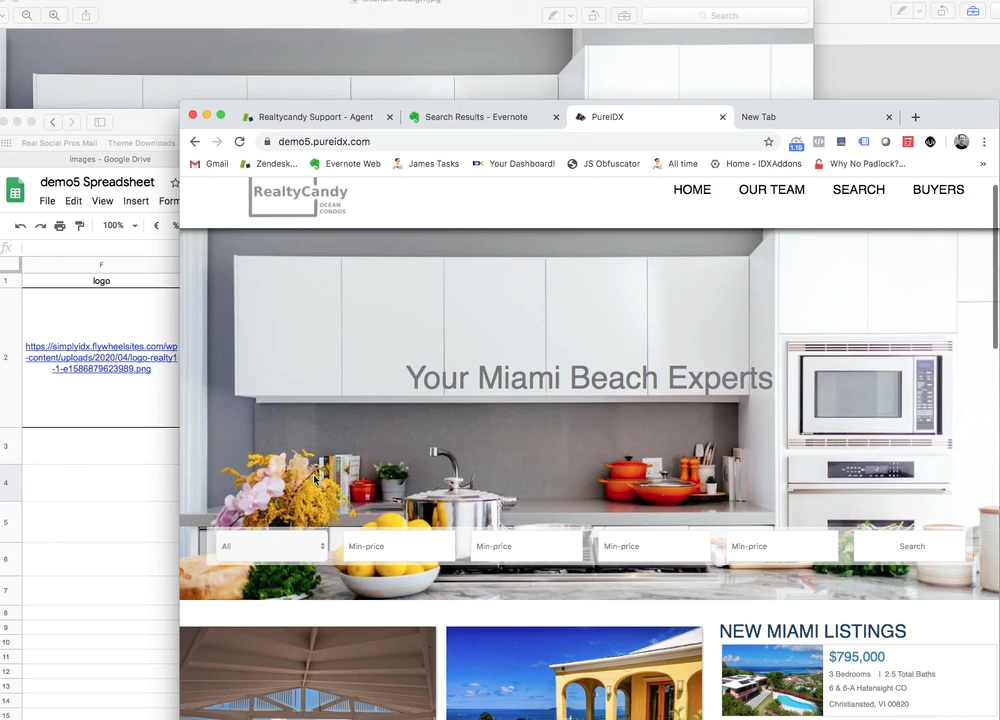 Search
Real Social Pros Mail Theme Downloads
images - Google Drive
demo5 Spreadsheet
File Edit View Insert Form
100% € %
fx
F
1 logo
2 https://simplyidx.flywheelsites.com/wp
-content/uploads/2020/04/logo-realty1
-1-e1586879623989.png
3
4
5
6
7
8
9
10
11
12
13
14
15
Realtycandy Support - Agent Search Results - Evernote PureIDX New Tab
demo5.pureidx.com
1.19
Gmail Zendesk... Evernote Web James Tasks Your Dashboard! JS Obfuscator All time Home - IDXAddons Why No Padlock?... »
RealtyCandy
OCEAN
CONDOS
HOME OUR TEAM SEARCH BUYERS
Your Miami Beach Experts
All Min-price Min-price Min-price Min-price Search
NEW MIAMI LISTINGS
$795,000
3 Bedrooms I 2.5 Total Baths
6 & 6-A Hafensight CO
Christiansted, VI 00820